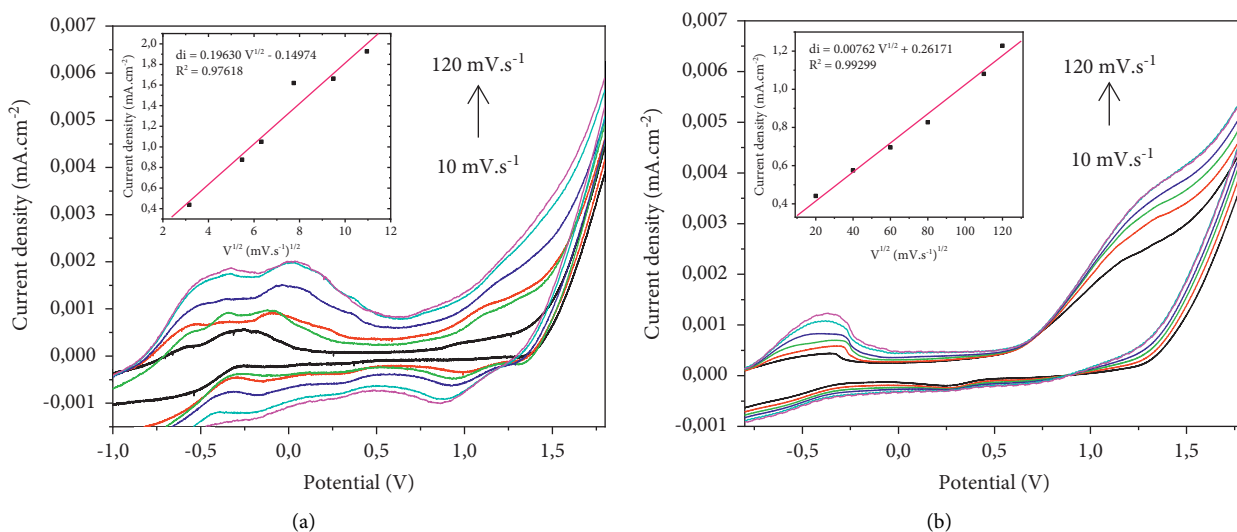 0,007
0,006
0,005
0,004
0,003
0,002
0,001
0,000
-0,001
Current density (mA.cm-2)
-1,0 -0,5 0,0 0,5 1,0 1,5
Potential (V)
2,0
1,8
1,6
1,4
1,2
1,0
0,8
0,6
0,4
Current density (mA.cm-2)
di = 0.19630 V1/2 - 0.14974
R2 = 0.97618
2 4 6 8 10 12
V1/2 (mV.s-1)1/2
120 mV.s-1
10 mV.s-1
(a)
0,007
0,006
0,005
0,004
0,003
0,002
0,001
0,000
-0,001
Current density (mA.cm-2)
-0,5 0,0 0,5 1,0 1,5
Potential (V)
1,2
1,0
0,8
0,6
0,4
Current density (mA.cm-2)
di = 0.00762 V1/2 + 0.26171
R2 = 0.99299
20 40 60 80 100 120
V1/2 (mV.s-1)1/2
120 mV.s-1
10 mV.s-1
(b)